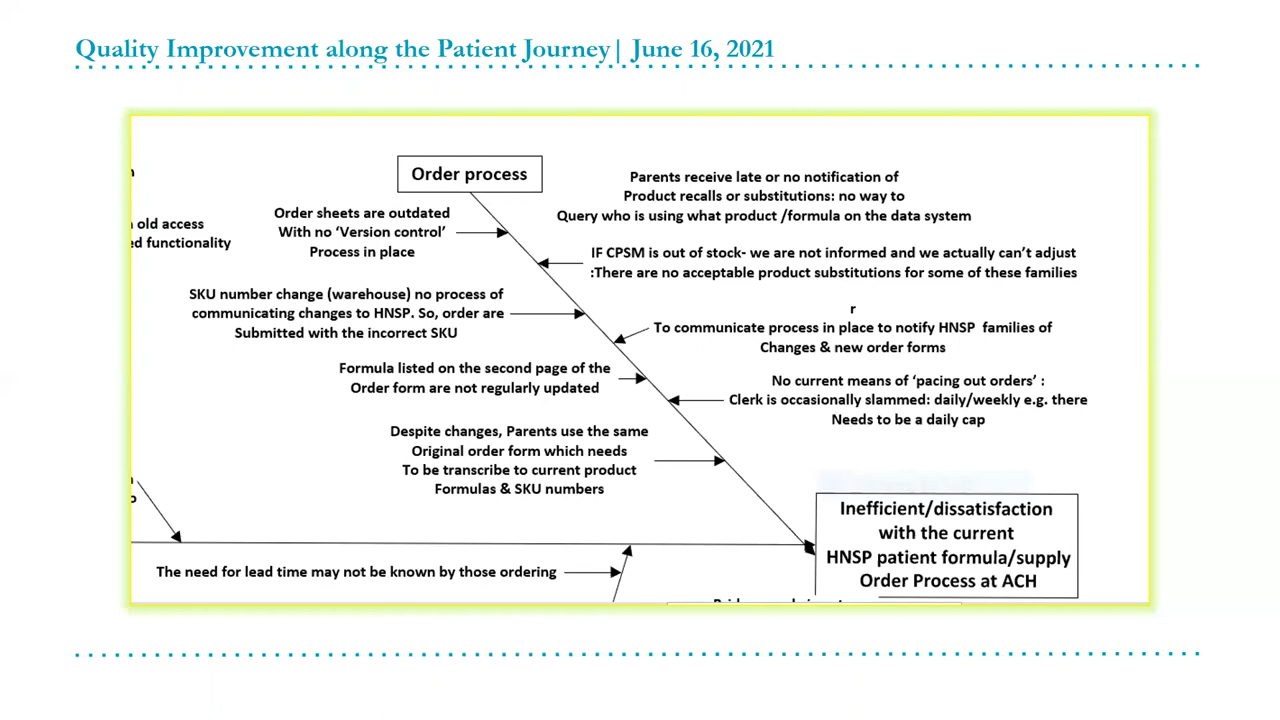 Quality Improvement along the Patient Journey| June 16, 2021
Order process
Parents receive late or no notification of
Product recalls or substitutions: no way to
Query who is using what product /formula on the data system
old access
functionality
Order sheets are outdated
With no ‘Version control’
Process in place
IF CPSM is out of stock- we are not informed and we actually can’t adjust
:There are no acceptable product substitutions for some of these families
SKU number change (warehouse) no process of
communicating changes to HNSP. So, order are
Submitted with the incorrect SKU
r
To communicate process in place to notify HNSP families of
Changes & new order forms
Formula listed on the second page of the
Order form are not regularly updated
No current means of ‘pacing out orders’ :
Clerk is occasionally slammed: daily/weekly e.g. there
Needs to be a daily cap
Despite changes, Parents use the same
Original order form which needs
To be transcribe to current product
Formulas & SKU numbers
Inefficient/dissatisfaction
with the current
HNSP patient formula/supply
Order Process at ACH
The need for lead time may not be known by those ordering